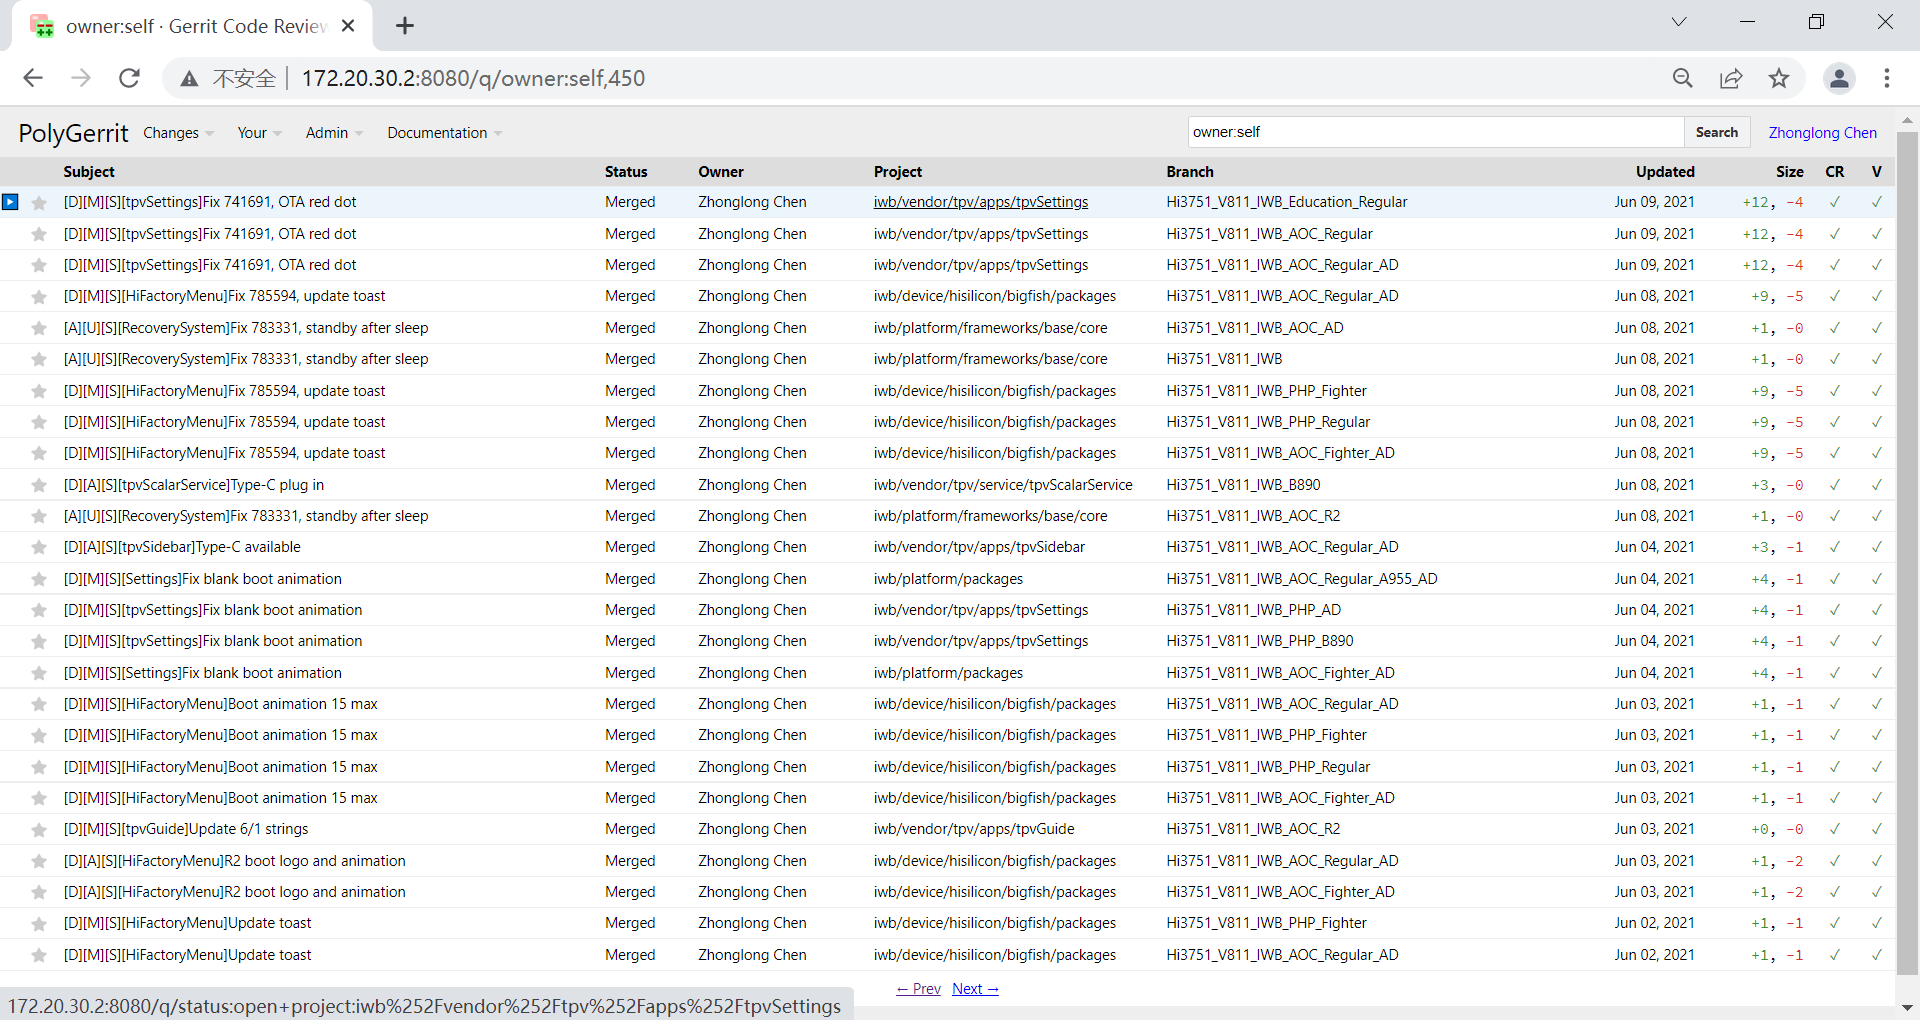 owner:self · Gerrit Code Review
不安全 172.20.30.2:8080/q/owner:self,450
PolyGerrit Changes Your Admin Documentation owner:self Search Zhonglong Chen
Subject Status Owner Project Branch Updated Size CR V
[D][M][S][tpvSettings]Fix 741691, OTA red dot Merged Zhonglong Chen iwb/vendor/tpv/apps/tpvSettings Hi3751_V811_IWB_Education_Regular Jun 09, 2021 +12, -4 ✓ ✓
[D][M][S][tpvSettings]Fix 741691, OTA red dot Merged Zhonglong Chen iwb/vendor/tpv/apps/tpvSettings Hi3751_V811_IWB_AOC_Regular Jun 09, 2021 +12, -4 ✓ ✓
[D][M][S][tpvSettings]Fix 741691, OTA red dot Merged Zhonglong Chen iwb/vendor/tpv/apps/tpvSettings Hi3751_V811_IWB_AOC_Regular_AD Jun 09, 2021 +12, -4 ✓ ✓
[D][M][S][HiFactoryMenu]Fix 785594, update toast Merged Zhonglong Chen iwb/device/hisilicon/bigfish/packages Hi3751_V811_IWB_AOC_Regular_AD Jun 08, 2021 +9, -5 ✓ ✓
[A][U][S][RecoverySystem]Fix 783331, standby after sleep Merged Zhonglong Chen iwb/platform/frameworks/base/core Hi3751_V811_IWB_AOC_AD Jun 08, 2021 +1, -0 ✓ ✓
[A][U][S][RecoverySystem]Fix 783331, standby after sleep Merged Zhonglong Chen iwb/platform/frameworks/base/core Hi3751_V811_IWB Jun 08, 2021 +1, -0 ✓ ✓
[D][M][S][HiFactoryMenu]Fix 785594, update toast Merged Zhonglong Chen iwb/device/hisilicon/bigfish/packages Hi3751_V811_IWB_PHP_Fighter Jun 08, 2021 +9, -5 ✓ ✓
[D][M][S][HiFactoryMenu]Fix 785594, update toast Merged Zhonglong Chen iwb/device/hisilicon/bigfish/packages Hi3751_V811_IWB_PHP_Regular Jun 08, 2021 +9, -5 ✓ ✓
[D][M][S][HiFactoryMenu]Fix 785594, update toast Merged Zhonglong Chen iwb/device/hisilicon/bigfish/packages Hi3751_V811_IWB_AOC_Fighter_AD Jun 08, 2021 +9, -5 ✓ ✓
[D][A][S][tpvScalarService]Type-C plug in Merged Zhonglong Chen iwb/vendor/tpv/service/tpvScalarService Hi3751_V811_IWB_B890 Jun 08, 2021 +3, -0 ✓ ✓
[A][U][S][RecoverySystem]Fix 783331, standby after sleep Merged Zhonglong Chen iwb/platform/frameworks/base/core Hi3751_V811_IWB_AOC_R2 Jun 08, 2021 +1, -0 ✓ ✓
[D][A][S][tpvSidebar]Type-C available Merged Zhonglong Chen iwb/vendor/tpv/apps/tpvSidebar Hi3751_V811_IWB_AOC_Regular_AD Jun 04, 2021 +3, -1 ✓ ✓
[D][M][S][Settings]Fix blank boot animation Merged Zhonglong Chen iwb/platform/packages Hi3751_V811_IWB_AOC_Regular_A955_AD Jun 04, 2021 +4, -1 ✓ ✓
[D][M][S][tpvSettings]Fix blank boot animation Merged Zhonglong Chen iwb/vendor/tpv/apps/tpvSettings Hi3751_V811_IWB_PHP_AD Jun 04, 2021 +4, -1 ✓ ✓
[D][M][S][tpvSettings]Fix blank boot animation Merged Zhonglong Chen iwb/vendor/tpv/apps/tpvSettings Hi3751_V811_IWB_PHP_B890 Jun 04, 2021 +4, -1 ✓ ✓
[D][M][S][Settings]Fix blank boot animation Merged Zhonglong Chen iwb/platform/packages Hi3751_V811_IWB_AOC_Fighter_AD Jun 04, 2021 +4, -1 ✓ ✓
[D][M][S][HiFactoryMenu]Boot animation 15 max Merged Zhonglong Chen iwb/device/hisilicon/bigfish/packages Hi3751_V811_IWB_AOC_Regular_AD Jun 03, 2021 +1, -1 ✓ ✓
[D][M][S][HiFactoryMenu]Boot animation 15 max Merged Zhonglong Chen iwb/device/hisilicon/bigfish/packages Hi3751_V811_IWB_PHP_Fighter Jun 03, 2021 +1, -1 ✓ ✓
[D][M][S][HiFactoryMenu]Boot animation 15 max Merged Zhonglong Chen iwb/device/hisilicon/bigfish/packages Hi3751_V811_IWB_PHP_Regular Jun 03, 2021 +1, -1 ✓ ✓
[D][M][S][HiFactoryMenu]Boot animation 15 max Merged Zhonglong Chen iwb/device/hisilicon/bigfish/packages Hi3751_V811_IWB_AOC_Fighter_AD Jun 03, 2021 +1, -1 ✓ ✓
[D][M][S][tpvGuide]Update 6/1 strings Merged Zhonglong Chen iwb/vendor/tpv/apps/tpvGuide Hi3751_V811_IWB_AOC_R2 Jun 03, 2021 +0, -0 ✓ ✓
[D][A][S][HiFactoryMenu]R2 boot logo and animation Merged Zhonglong Chen iwb/device/hisilicon/bigfish/packages Hi3751_V811_IWB_AOC_Regular_AD Jun 03, 2021 +1, -2 ✓ ✓
[D][A][S][HiFactoryMenu]R2 boot logo and animation Merged Zhonglong Chen iwb/device/hisilicon/bigfish/packages Hi3751_V811_IWB_AOC_Fighter_AD Jun 03, 2021 +1, -2 ✓ ✓
[D][M][S][HiFactoryMenu]Update toast Merged Zhonglong Chen iwb/device/hisilicon/bigfish/packages Hi3751_V811_IWB_PHP_Fighter Jun 02, 2021 +1, -1 ✓ ✓
[D][M][S][HiFactoryMenu]Update toast Merged Zhonglong Chen iwb/device/hisilicon/bigfish/packages Hi3751_V811_IWB_AOC_Regular_AD Jun 02, 2021 +1, -1 ✓ ✓
← Prev Next →
172.20.30.2:8080/q/status:open+project:iwb%252Fvendor%252Ftpv%252Fapps%252FtpvSettings